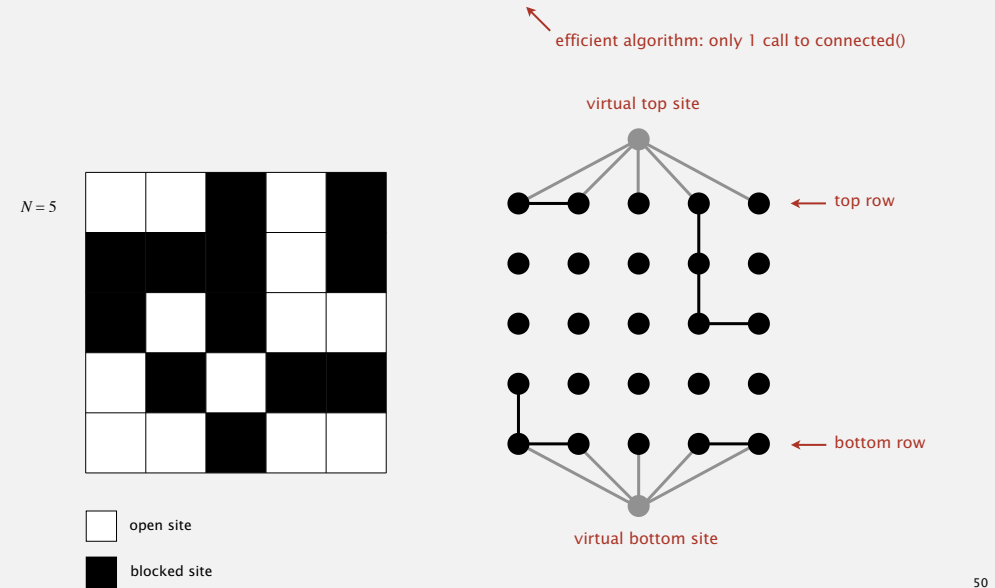 efficient algorithm: only 1 call to connected()
virtual top site
N = 5
top row
bottom row
virtual bottom site
open site
blocked site
50